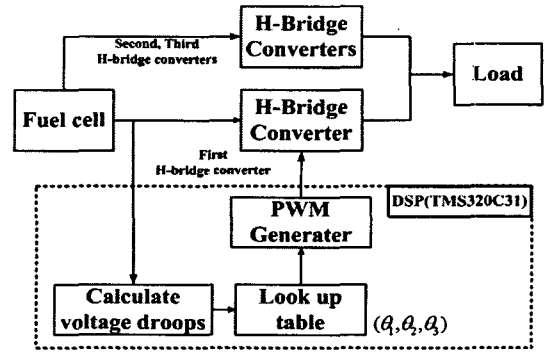 H-Bridge
Converters
Second, Third
H-bridge converters
Load
Fuel cell
H-Bridge
Converter
First
H-bridge converter
DSP(TMS320C31)
PWM
Generater
Calculate
voltage droops
Look up
table
(θ₁,θ₂,θ₃)